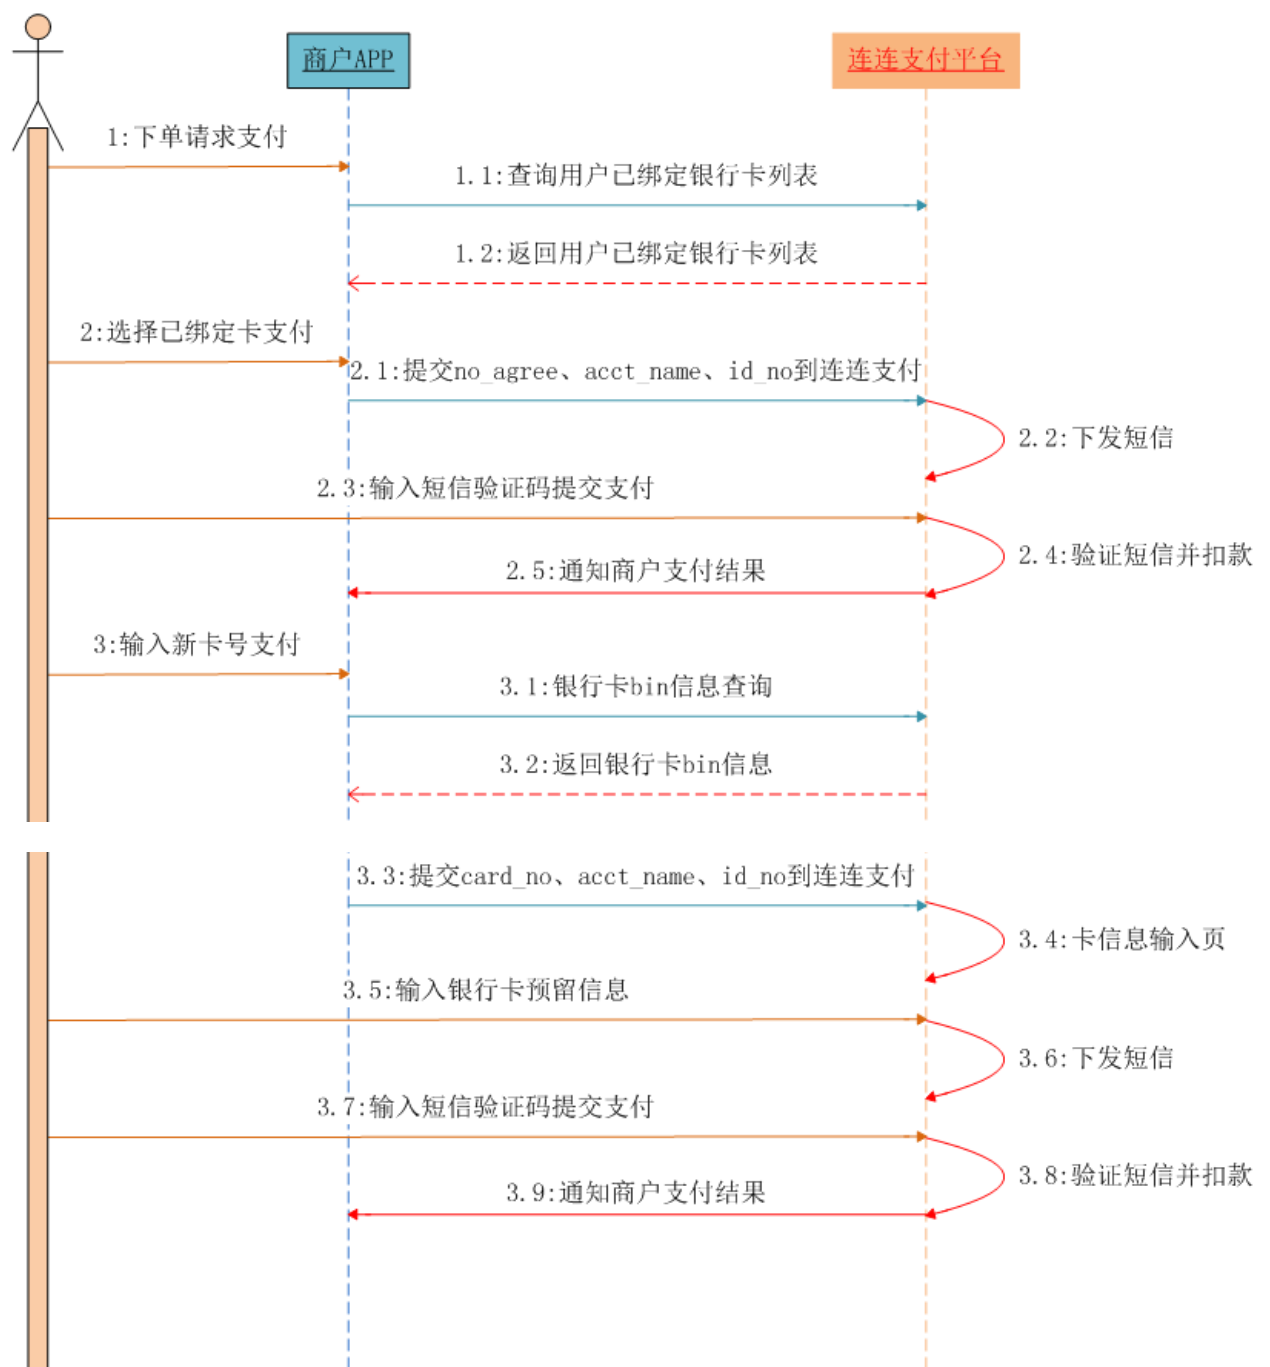 商户APP
连连支付平台
1:下单请求支付
1.1:查询用户已绑定银行卡列表
1.2:返回用户已绑定银行卡列表
2:选择已绑定卡支付
2.1:提交no_agree、acct_name、id_no到连连支付
2.2:下发短信
2.3:输入短信验证码提交支付
2.4:验证短信并扣款
2.5:通知商户支付结果
3:输入新卡号支付
3.1:银行卡bin信息查询
3.2:返回银行卡bin信息
3.3:提交card_no、acct_name、id_no到连连支付
3.4:卡信息输入页
3.5:输入银行卡预留信息
3.6:下发短信
3.7:输入短信验证码提交支付
3.8:验证短信并扣款
3.9:通知商户支付结果